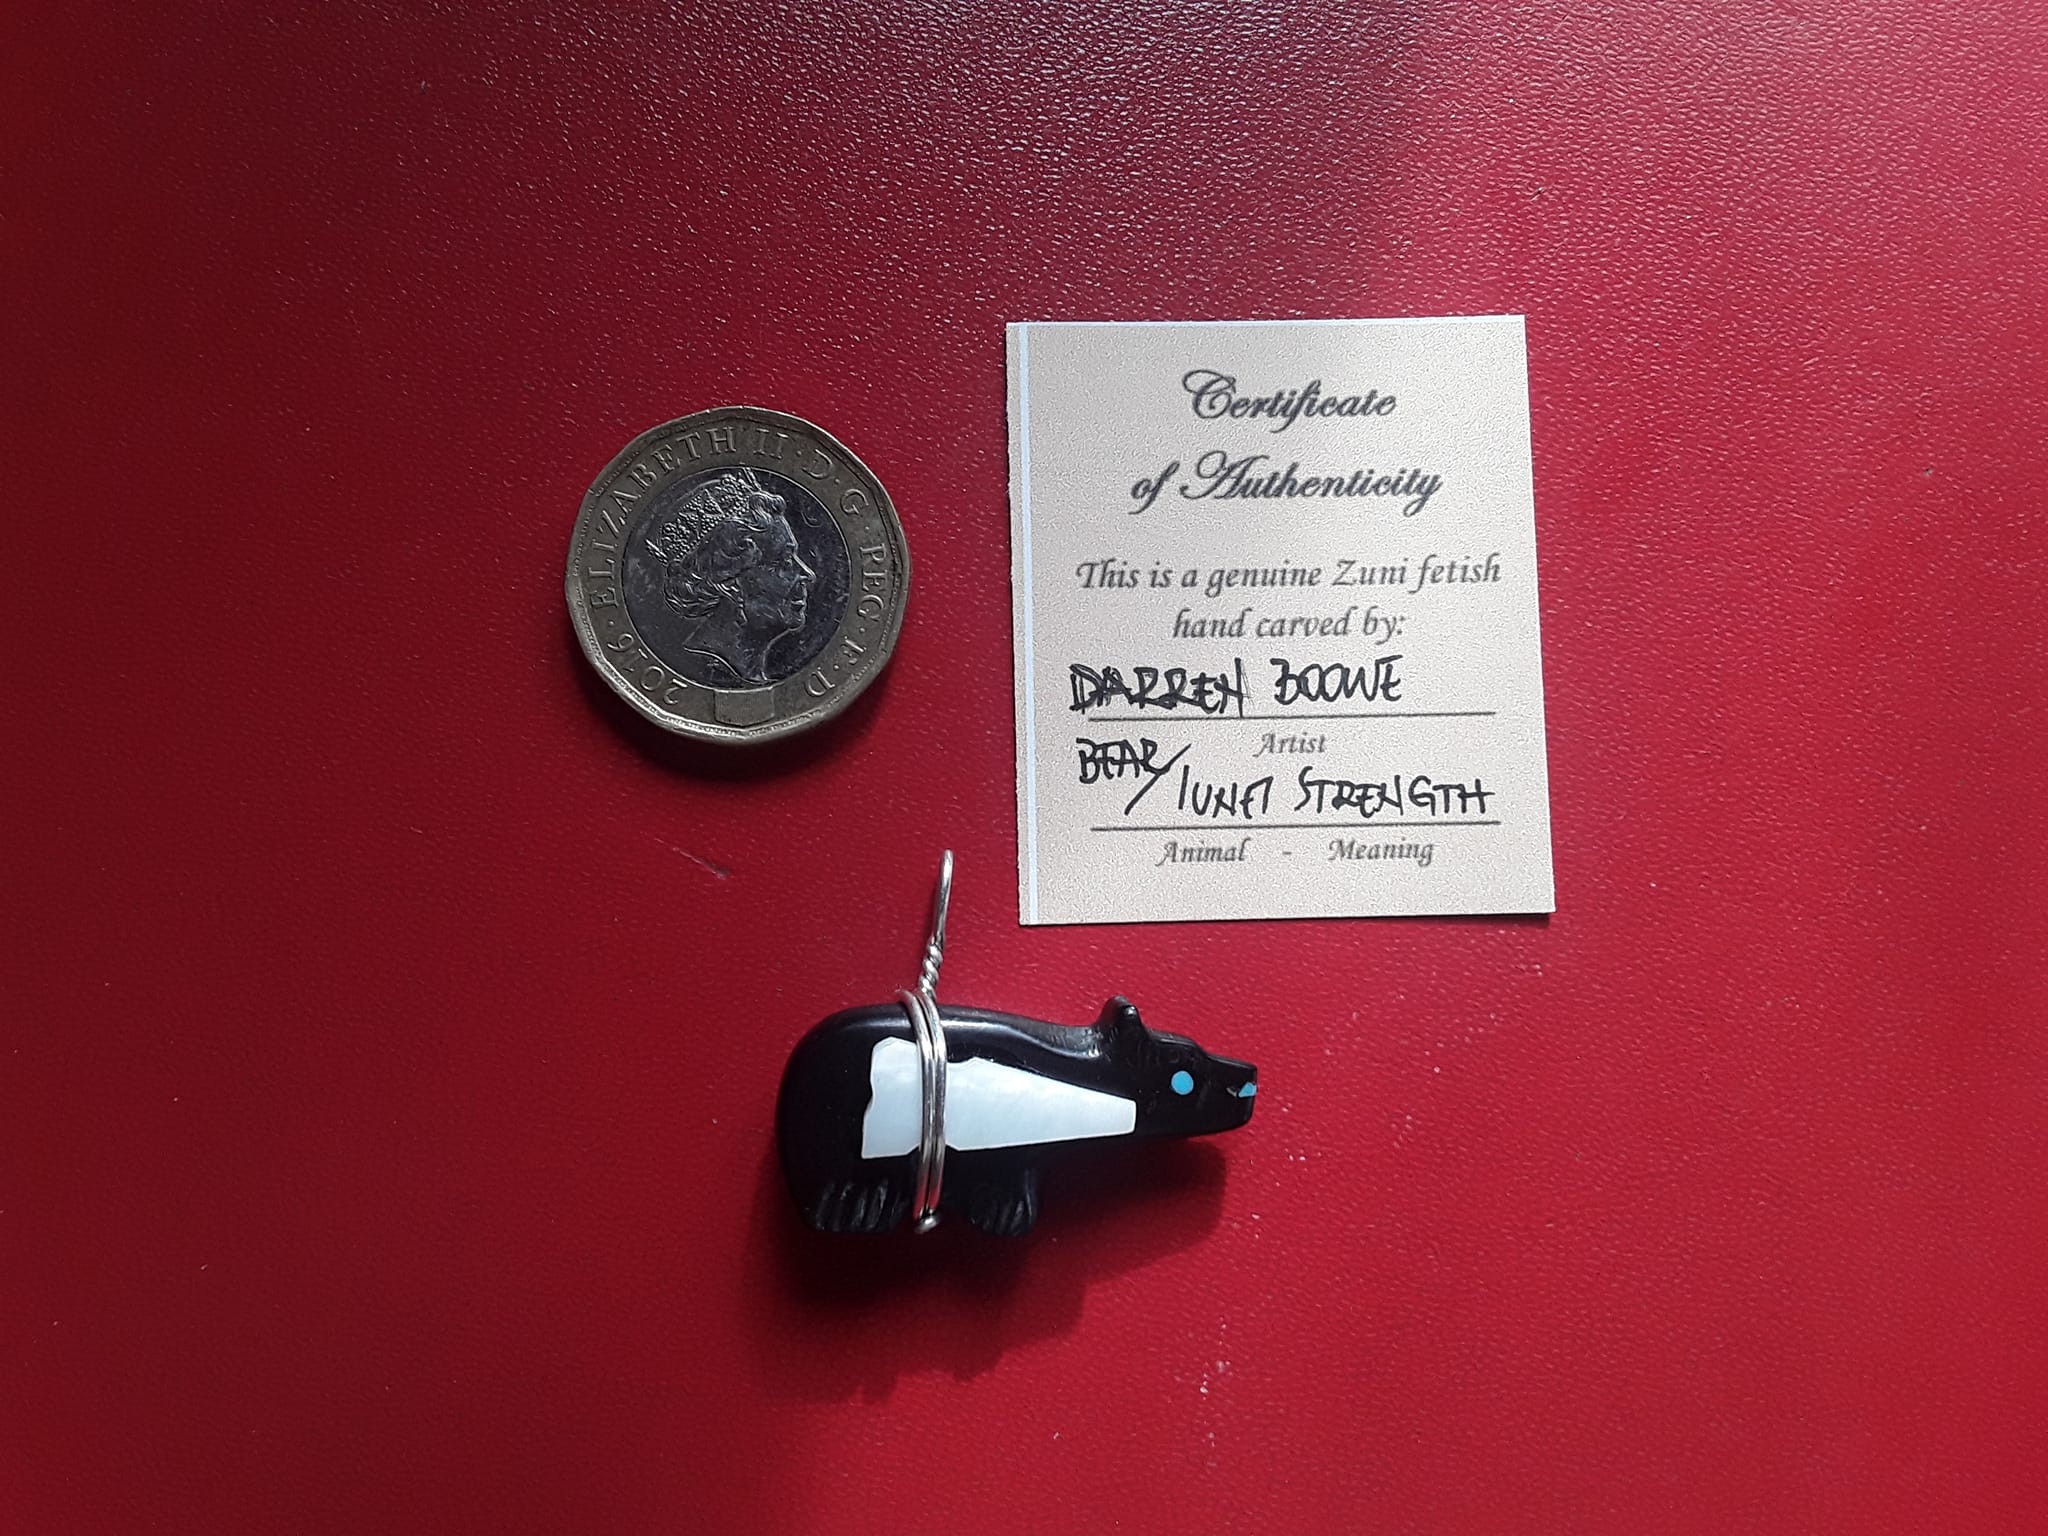 2016 · ELIZABETH II · D · G · REG · F · D
Certificate
of Authenticity
This is a genuine Zuni fetish
hand carved by:
DARREN BOONE
Artist
BEAR/
STRENGTH
Animal - Meaning